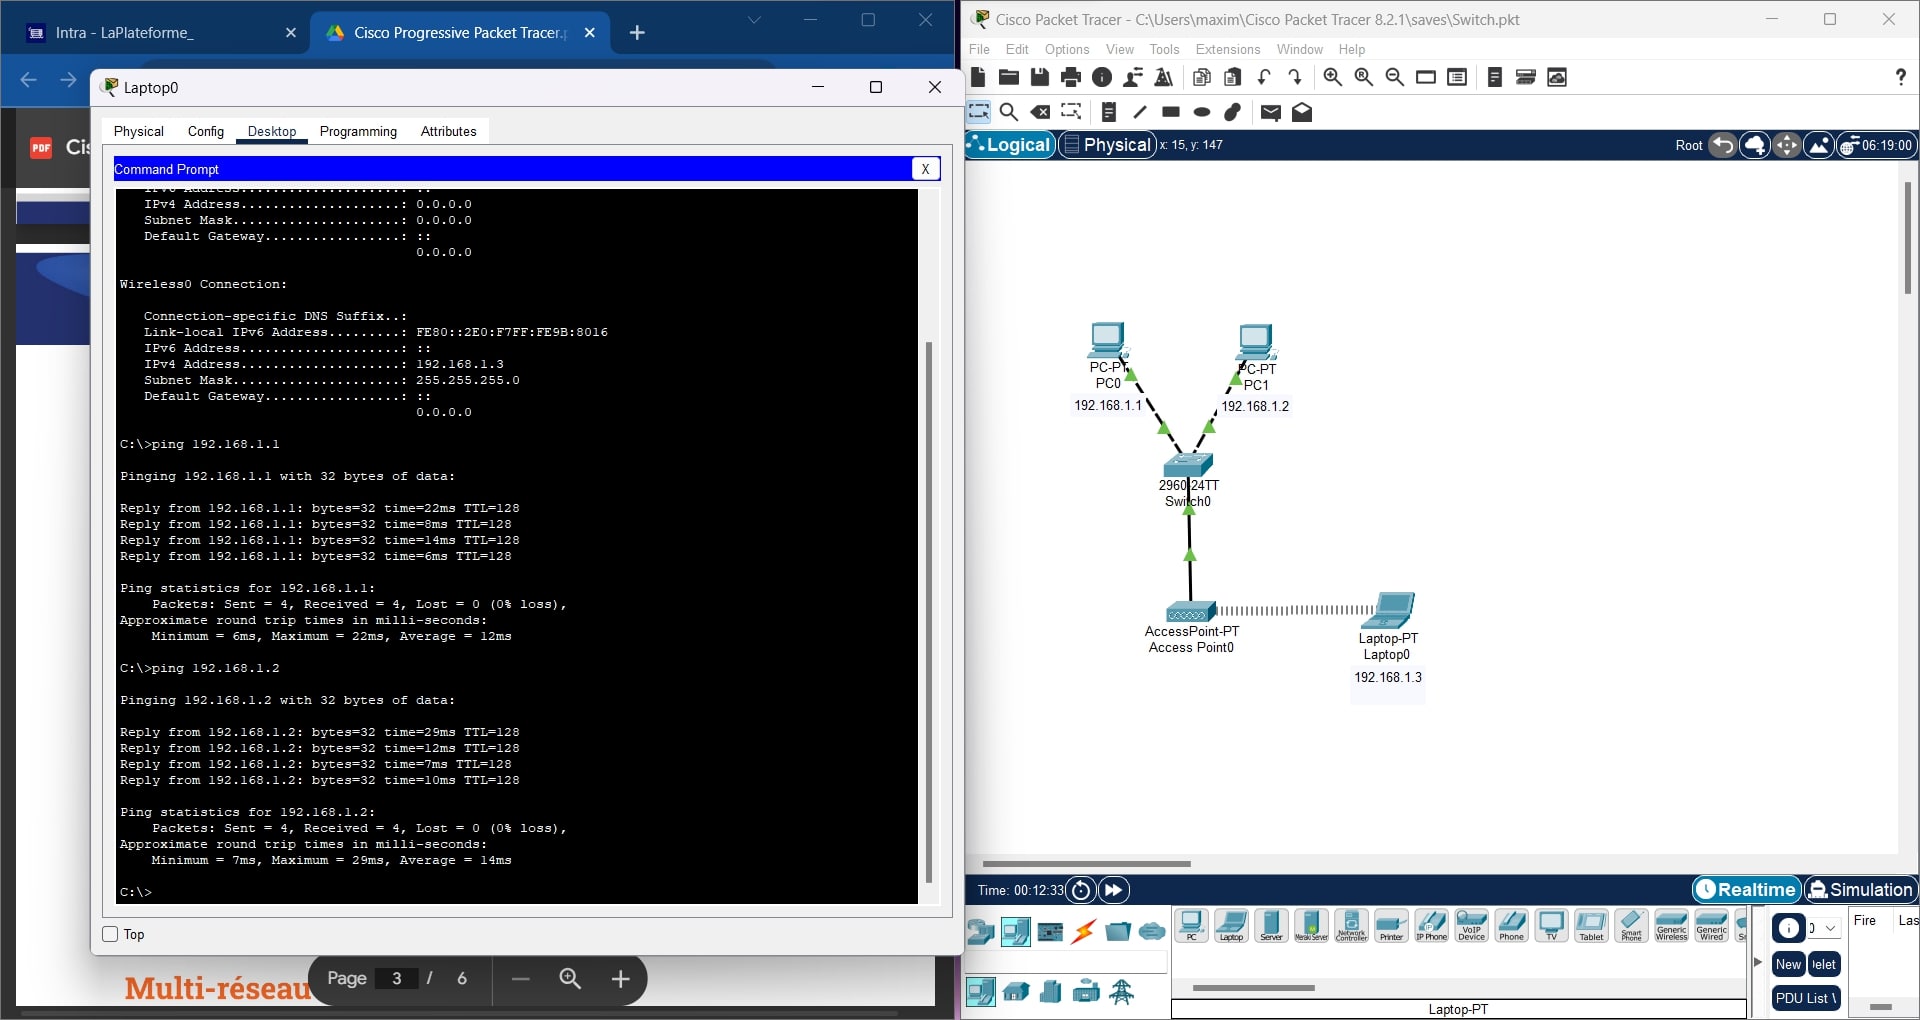 Intra - LaPlateforme_
Cisco Progressive Packet Tracer.
PDF
Laptop0
Physical Config Desktop Programming Attributes
Command Prompt
X
IPv6 Address....................: ::
IPv4 Address....................: 0.0.0.0
Subnet Mask.....................: 0.0.0.0
Default Gateway.................: ::
0.0.0.0
Wireless0 Connection:
Connection-specific DNS Suffix..:
Link-local IPv6 Address.........: FE80::2E0:F7FF:FE9B:8016
IPv6 Address....................: ::
IPv4 Address....................: 192.168.1.3
Subnet Mask.....................: 255.255.255.0
Default Gateway.................: ::
0.0.0.0
C:\>ping 192.168.1.1
Pinging 192.168.1.1 with 32 bytes of data:
Reply from 192.168.1.1: bytes=32 time=22ms TTL=128
Reply from 192.168.1.1: bytes=32 time=8ms TTL=128
Reply from 192.168.1.1: bytes=32 time=14ms TTL=128
Reply from 192.168.1.1: bytes=32 time=6ms TTL=128
Ping statistics for 192.168.1.1:
Packets: Sent = 4, Received = 4, Lost = 0 (0% loss),
Approximate round trip times in milli-seconds:
Minimum = 6ms, Maximum = 22ms, Average = 12ms
C:\>ping 192.168.1.2
Pinging 192.168.1.2 with 32 bytes of data:
Reply from 192.168.1.2: bytes=32 time=29ms TTL=128
Reply from 192.168.1.2: bytes=32 time=12ms TTL=128
Reply from 192.168.1.2: bytes=32 time=7ms TTL=128
Reply from 192.168.1.2: bytes=32 time=10ms TTL=128
Ping statistics for 192.168.1.2:
Packets: Sent = 4, Received = 4, Lost = 0 (0% loss),
Approximate round trip times in milli-seconds:
Minimum = 7ms, Maximum = 29ms, Average = 14ms
C:\>
Top
Multi-réseau
Page 3 / 6
Cisco Packet Tracer - C:\Users\maxim\Cisco Packet Tracer 8.2.1\saves\Switch.pkt
File Edit Options View Tools Extensions Window Help
?
Logical Physical x: 15, y: 147
Root 06:19:00
PC-PT
PC0
192.168.1.1
PC-PT
PC1
192.168.1.2
2960-24TT
Switch0
AccessPoint-PT
Access Point0
Laptop-PT
Laptop0
192.168.1.3
Time: 00:12:33
Realtime Simulation
PC Laptop Server Meraki Server Network Controller Printer IP Phone VoIP Device Phone TV Tablet Smart Phone Generic Wireless Generic Wired
Laptop-PT
0
New
PDU List
Fire Las